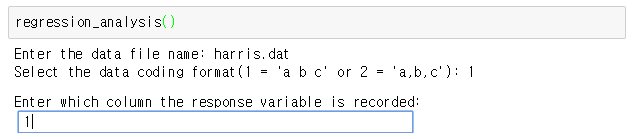 regression_analysis()
Enter the data file name: harris.dat
Select the data coding format(1 = 'a b c' or 2 = 'a,b,c'): 1
Enter which column the response variable is recorded:
1